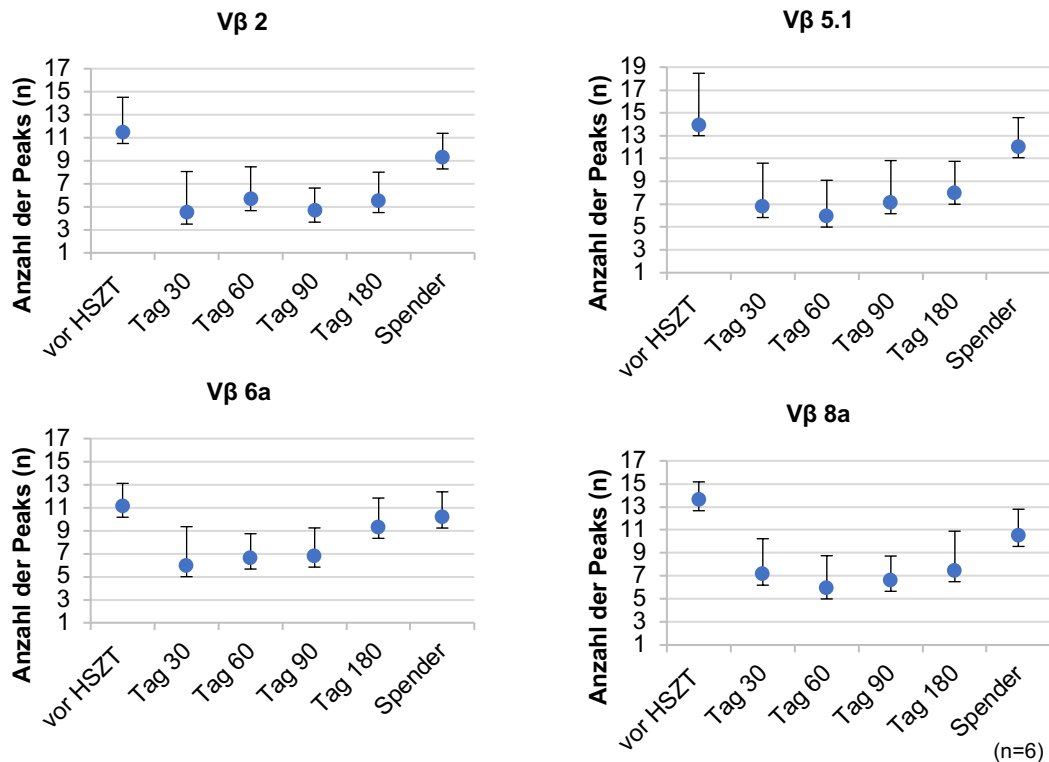 Vβ 2
Anzahl der Peaks (n)
17
15
13
11
9
7
5
3
1
vor HSZT
Tag 30
Tag 60
Tag 90
Tag 180
Spender
Vβ 5.1
Anzahl der Peaks (n)
19
17
15
13
11
9
7
5
3
1
vor HSZT
Tag 30
Tag 60
Tag 90
Tag 180
Spender
Vβ 6a
Anzahl der Peaks (n)
17
15
13
11
9
7
5
3
1
vor HSZT
Tag 30
Tag 60
Tag 90
Tag 180
Spender
Vβ 8a
Anzahl der Peaks (n)
17
15
13
11
9
7
5
3
1
vor HSZT
Tag 30
Tag 60
Tag 90
Tag 180
Spender
(n=6)